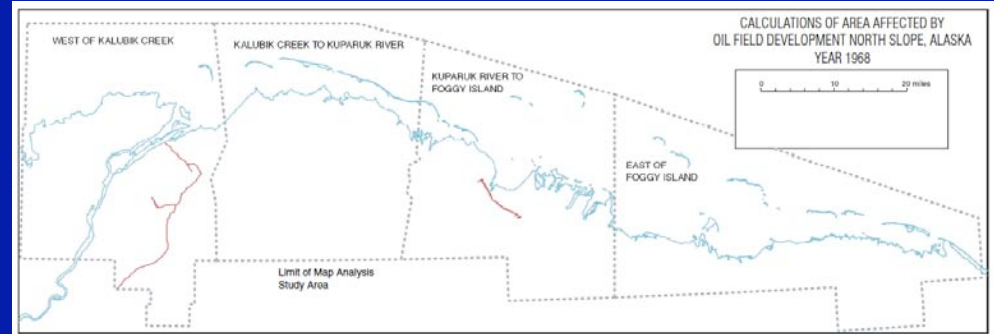 CALCULATIONS OF AREA AFFECTED BY
OIL FIELD DEVELOPMENT NORTH SLOPE, ALASKA
YEAR 1968
0 10 20 miles
WEST OF KALUBIK CREEK
KALUBIK CREEK TO KUPARUK RIVER
KUPARUK RIVER TO
FOGGY ISLAND
EAST OF
FOGGY ISLAND
Limit of Map Analysis
Study Area